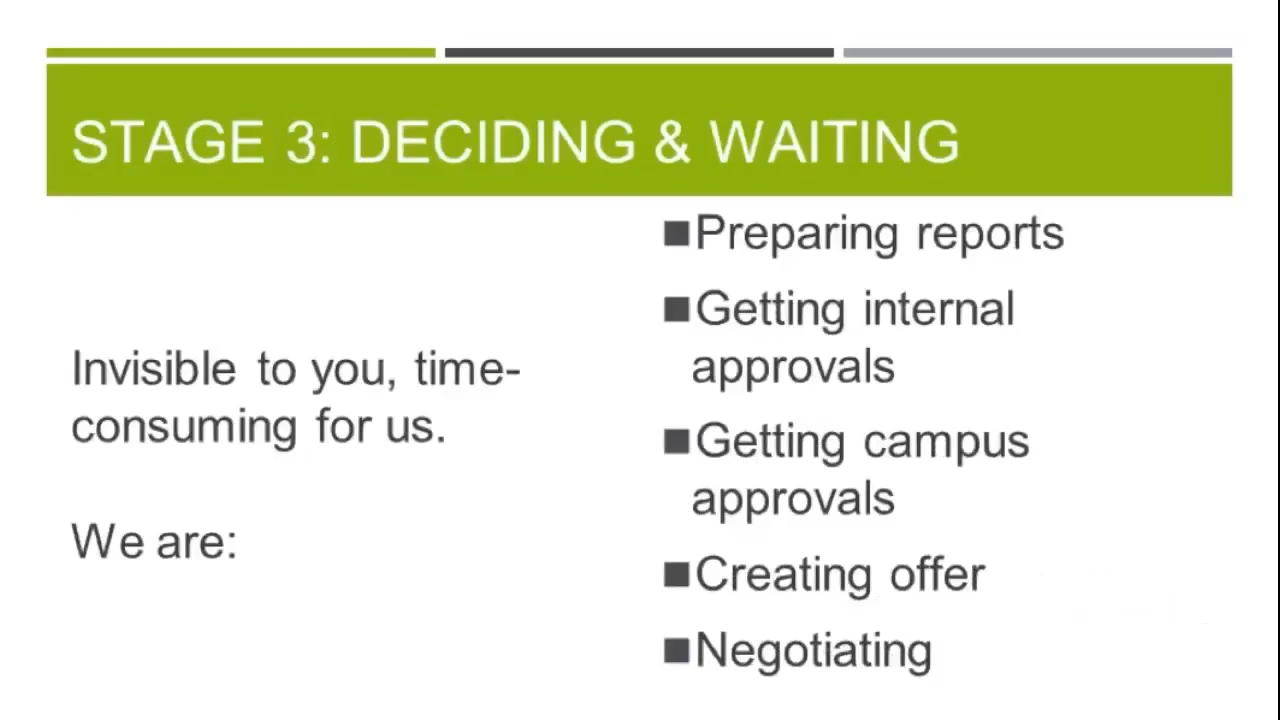 STAGE 3: DECIDING & WAITING
Invisible to you, time-
consuming for us.
We are:
■Preparing reports
■Getting internal
approvals
■Getting campus
approvals
■Creating offer
■Negotiating